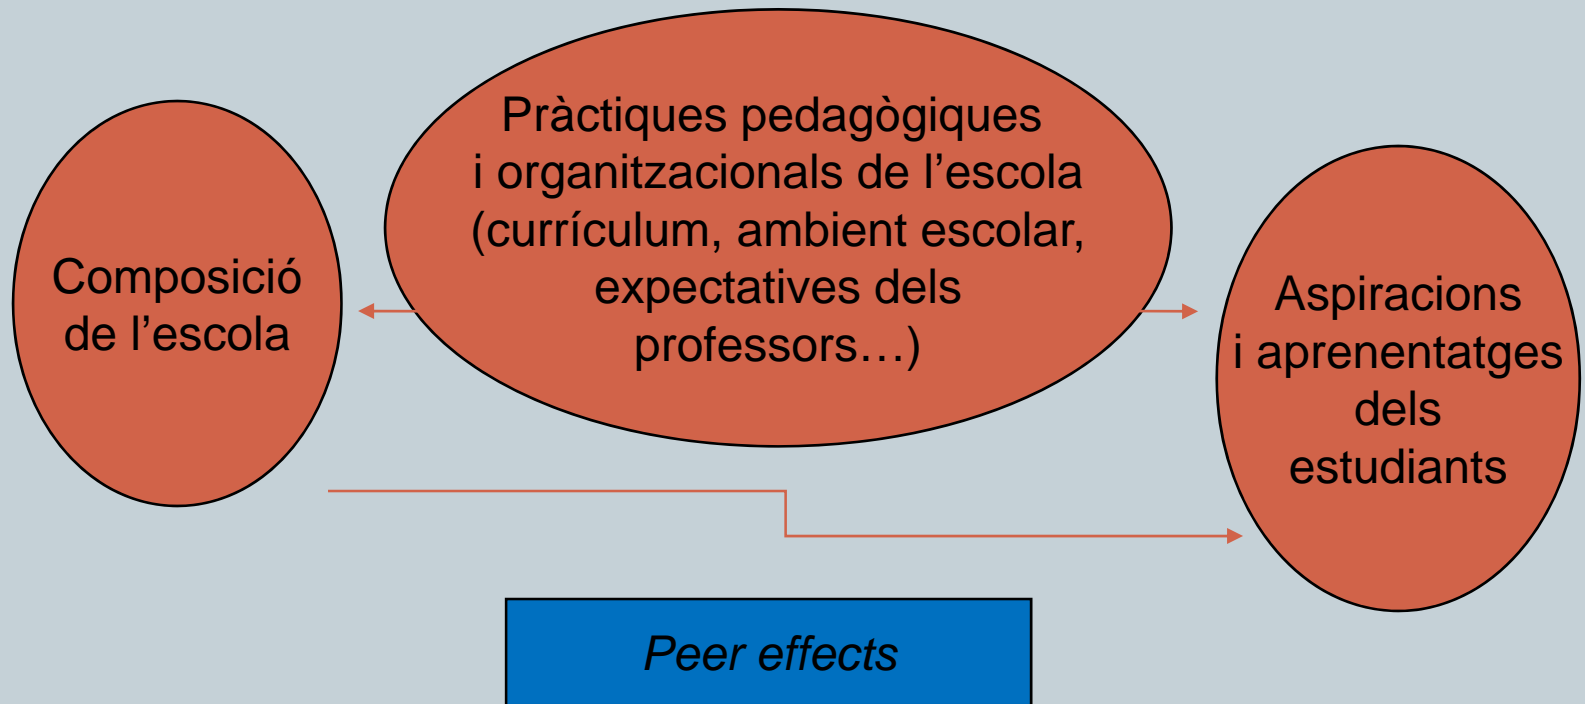 Composició
de l’escola
Pràctiques pedagògiques
i organitzacionals de l’escola
(currículum, ambient escolar,
expectatives dels
professors…)
Aspiracions
i aprenentatges
dels
estudiants
Peer effects